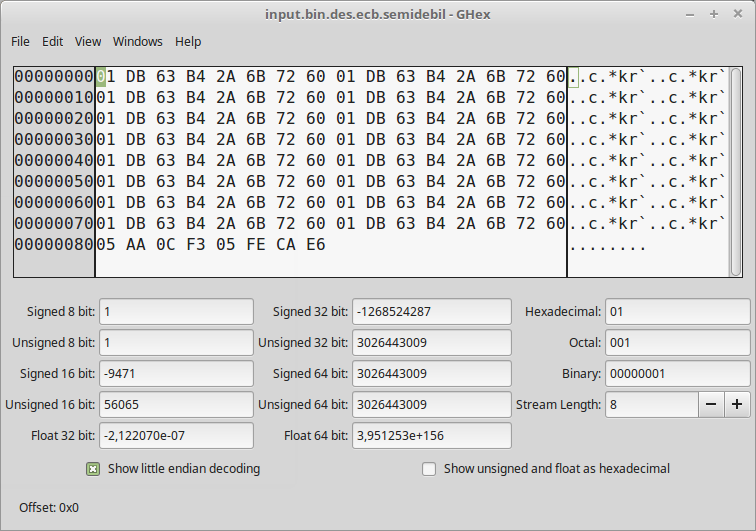 input.bin.des.ecb.semidebil - GHex
File Edit View Windows Help
00000000 01 DB 63 B4 2A 6B 72 60 01 DB 63 B4 2A 6B 72 60 ..c.*kr`..c.*kr`
00000010 01 DB 63 B4 2A 6B 72 60 01 DB 63 B4 2A 6B 72 60 ..c.*kr`..c.*kr`
00000020 01 DB 63 B4 2A 6B 72 60 01 DB 63 B4 2A 6B 72 60 ..c.*kr`..c.*kr`
00000030 01 DB 63 B4 2A 6B 72 60 01 DB 63 B4 2A 6B 72 60 ..c.*kr`..c.*kr`
00000040 01 DB 63 B4 2A 6B 72 60 01 DB 63 B4 2A 6B 72 60 ..c.*kr`..c.*kr`
00000050 01 DB 63 B4 2A 6B 72 60 01 DB 63 B4 2A 6B 72 60 ..c.*kr`..c.*kr`
00000060 01 DB 63 B4 2A 6B 72 60 01 DB 63 B4 2A 6B 72 60 ..c.*kr`..c.*kr`
00000070 01 DB 63 B4 2A 6B 72 60 01 DB 63 B4 2A 6B 72 60 ..c.*kr`..c.*kr`
00000080 05 AA 0C F3 05 FE CA E6 ........
Signed 8 bit: 1 Signed 32 bit: -1268524287 Hexadecimal: 01
Unsigned 8 bit: 1 Unsigned 32 bit: 3026443009 Octal: 001
Signed 16 bit: -9471 Signed 64 bit: 3026443009 Binary: 00000001
Unsigned 16 bit: 56065 Unsigned 64 bit: 3026443009 Stream Length: 8
Float 32 bit: -2,122070e-07 Float 64 bit: 3,951253e+156
Show little endian decoding Show unsigned and float as hexadecimal
Offset: 0x0